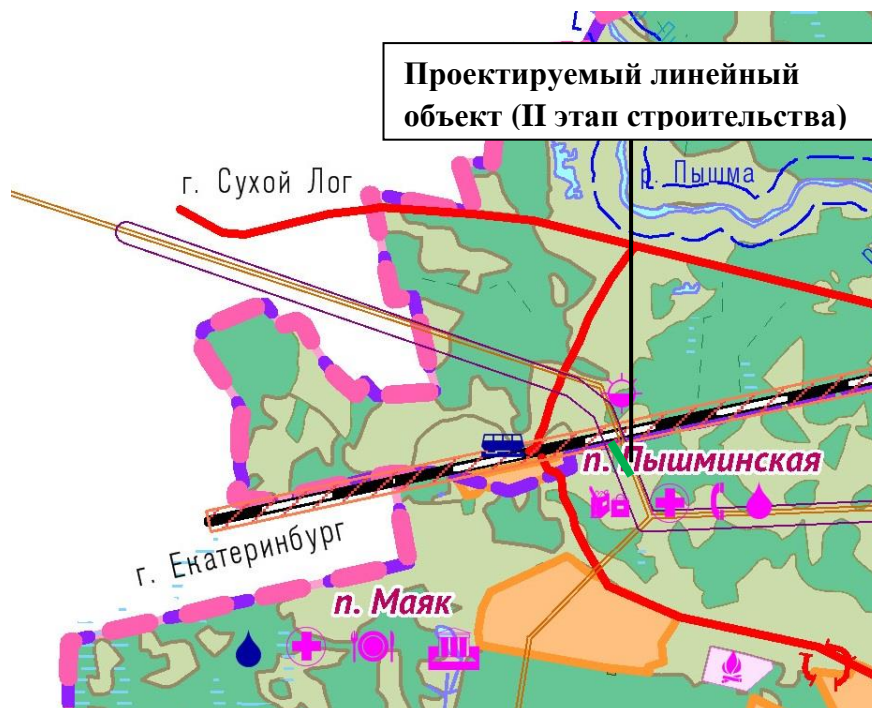 Проектируемый линейный
объект (II этап строительства)
г. Сухой Лог
р. Пышма
п. Пышминская
г. Екатеринбург
п. Маяк